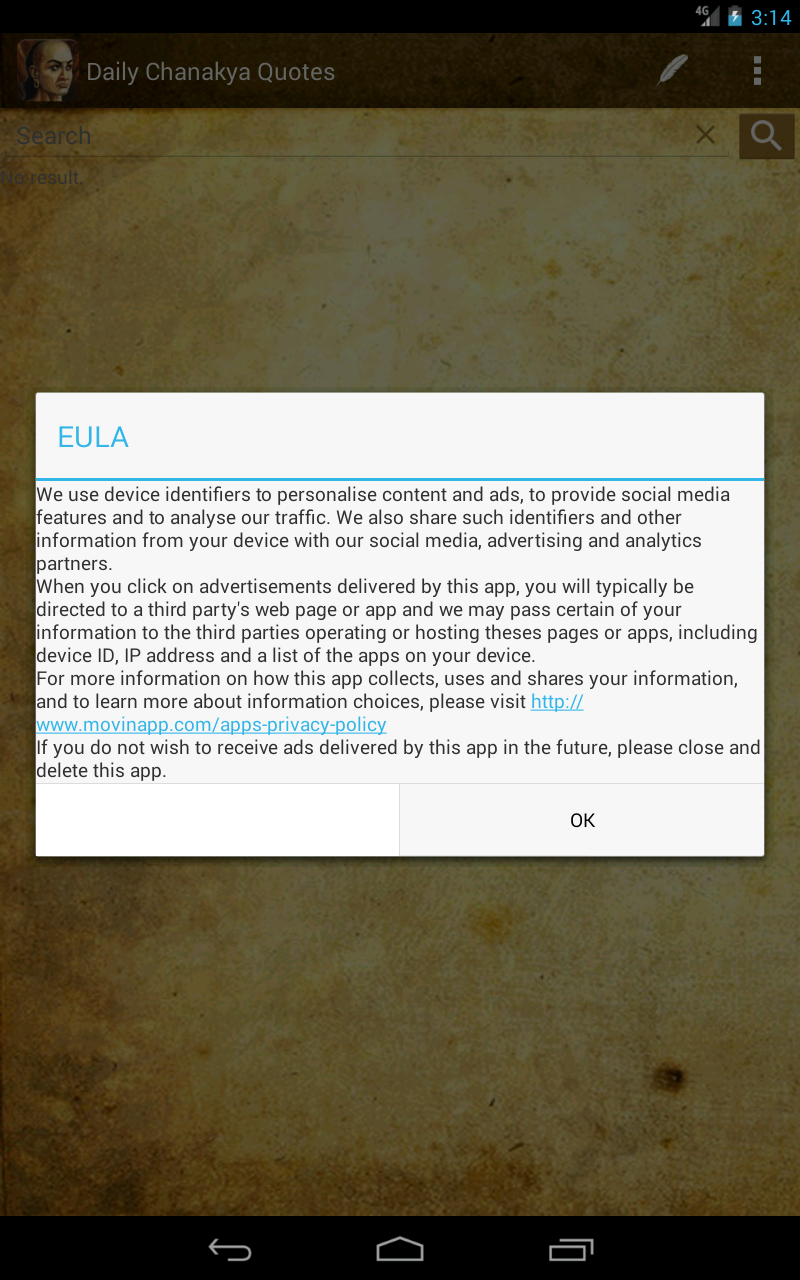 4G 3:14
Daily Chanakya Quotes
Search
No result.
EULA
We use device identifiers to personalise content and ads, to provide social media
features and to analyse our traffic. We also share such identifiers and other
information from your device with our social media, advertising and analytics
partners.
When you click on advertisements delivered by this app, you will typically be
directed to a third party's web page or app and we may pass certain of your
information to the third parties operating or hosting theses pages or apps, including
device ID, IP address and a list of the apps on your device.
For more information on how this app collects, uses and shares your information,
and to learn more about information choices, please visit http://
www.movinapp.com/apps-privacy-policy
If you do not wish to receive ads delivered by this app in the future, please close and
delete this app.
OK